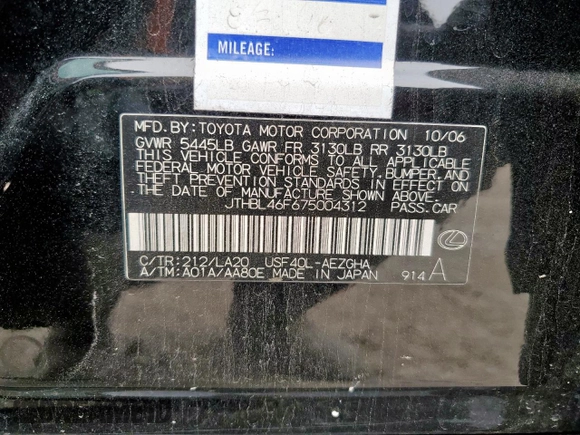 MILEAGE:
MFD.BY:TOYOTA MOTOR CORPORATION 10/06
GVWR 5445LB GAWR FR 3130LB RR 3130LB
THIS VEHICLE CONFORMS TO ALL APPLICABLE
FEDERAL MOTOR VEHICLE SAFETY, BUMPER, AND
THEFT PREVENTION STANDARDS IN EFFECT ON
THE DATE OF MANUFACTURE SHOWN ABOVE.
JTHBL46F675004312 PASS.CAR
C/TR:212/LA20 USF40L-AEZGHA
A/TM:A01A/AA80E MADE IN JAPAN 914 A